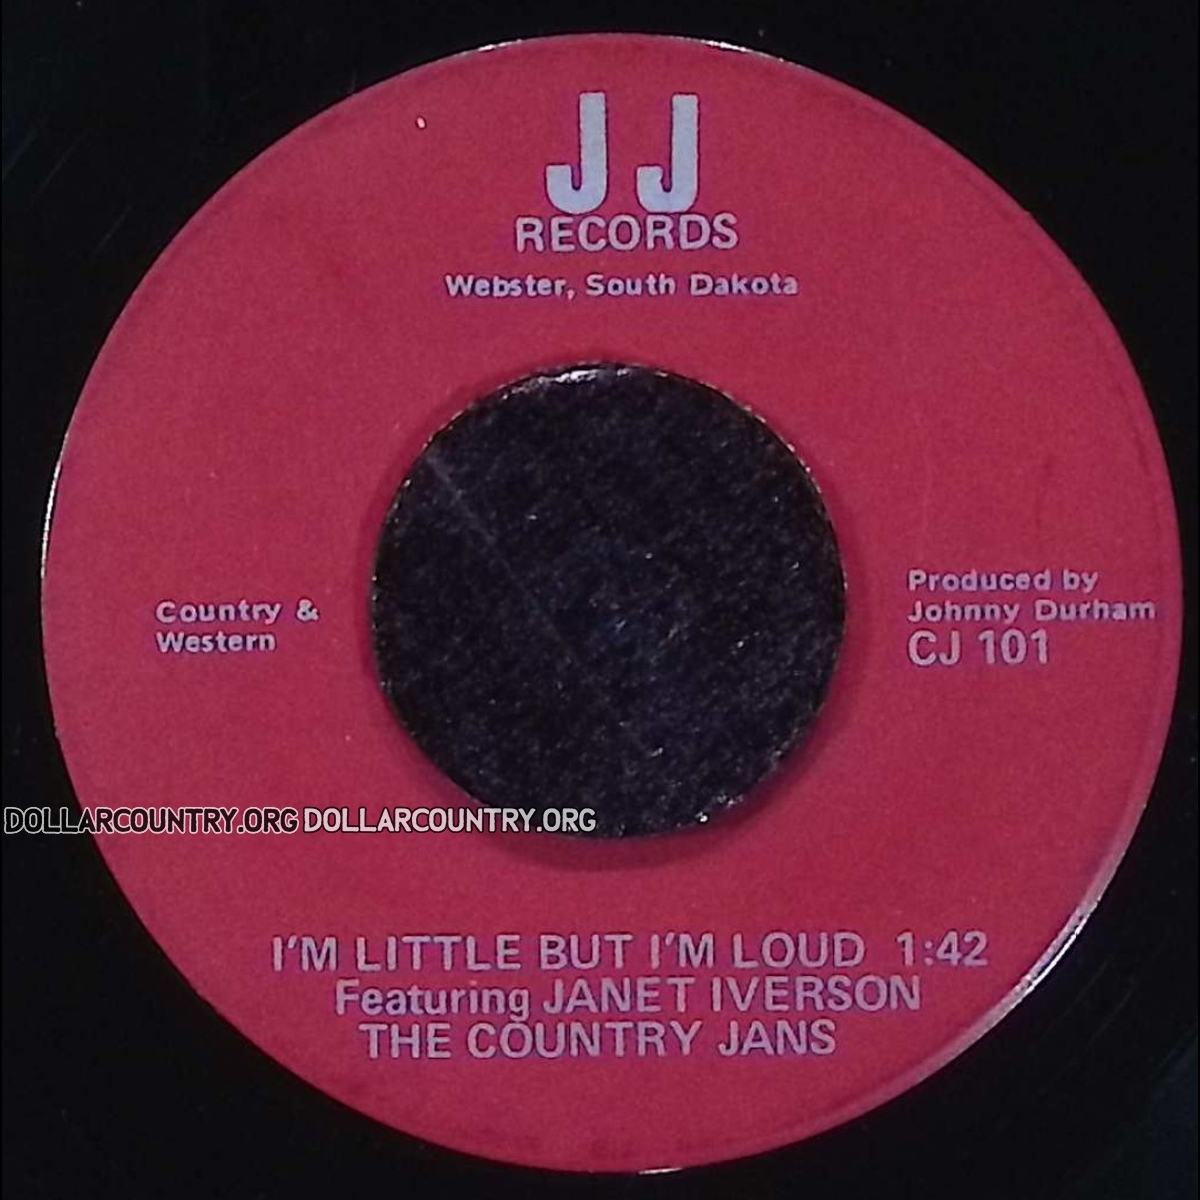 JJ
RECORDS
Webster, South Dakota
Country &
Western
Produced by
Johnny Durham
CJ 101
DOLLARCOUNTRY.ORG DOLLARCOUNTRY.ORG
I'M LITTLE BUT I'M LOUD 1:42
Featuring JANET IVERSON
THE COUNTRY JANS